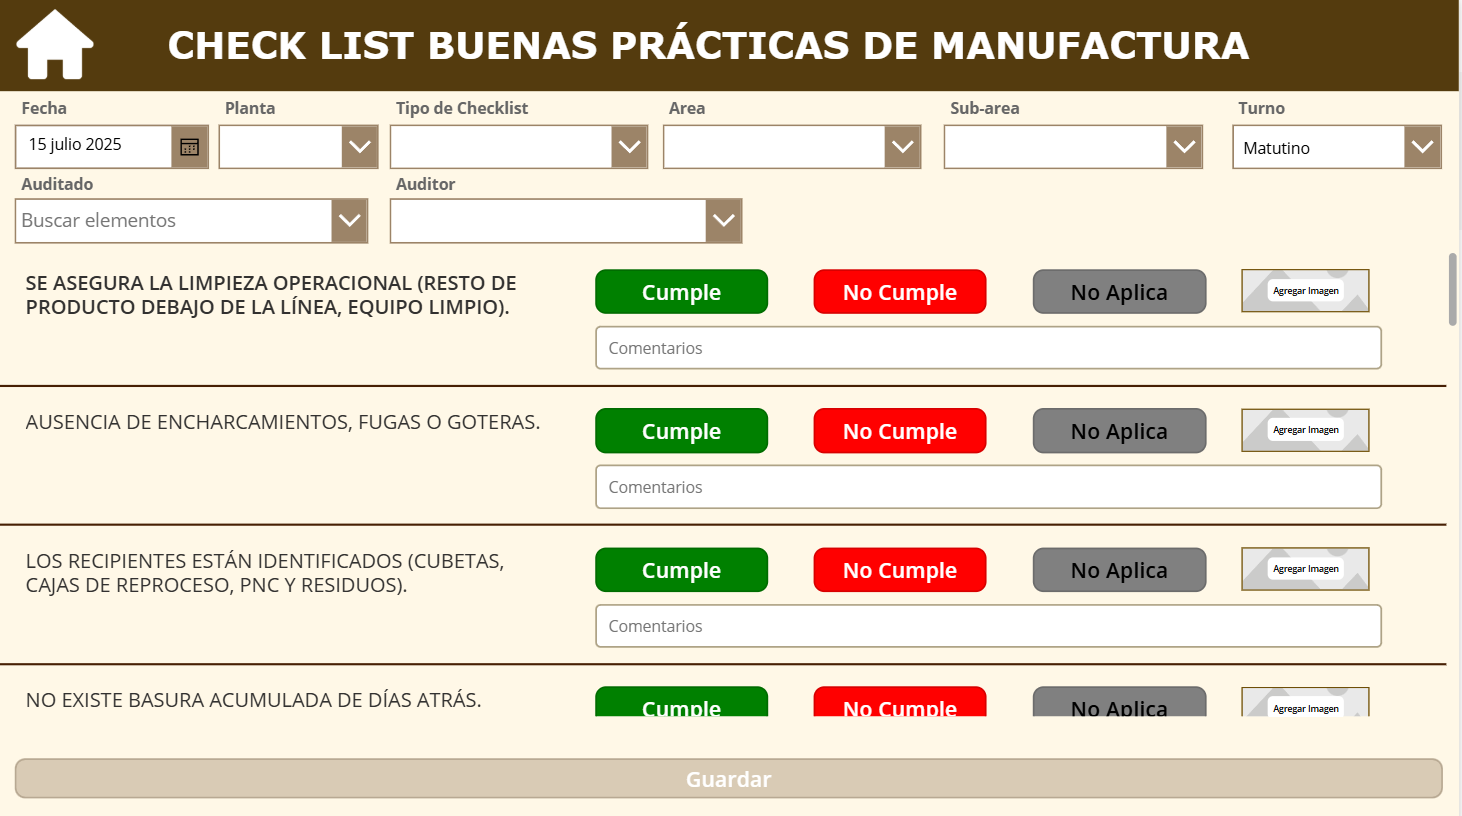 CHECK LIST BUENAS PRÁCTICAS DE MANUFACTURA
Fecha
Planta
Tipo de Checklist
Area
Sub-area
Turno
15 julio 2025
Matutino
Auditado
Auditor
Buscar elementos
SE ASEGURA LA LIMPIEZA OPERACIONAL (RESTO DE
PRODUCTO DEBAJO DE LA LÍNEA, EQUIPO LIMPIO).
Cumple
No Cumple
No Aplica
Agregar Imagen
Comentarios
AUSENCIA DE ENCHARCAMIENTOS, FUGAS O GOTERAS.
Cumple
No Cumple
No Aplica
Agregar Imagen
Comentarios
LOS RECIPIENTES ESTÁN IDENTIFICADOS (CUBETAS,
CAJAS DE REPROCESO, PNC Y RESIDUOS).
Cumple
No Cumple
No Aplica
Agregar Imagen
Comentarios
NO EXISTE BASURA ACUMULADA DE DÍAS ATRÁS.
Cumple
No Cumple
No Aplica
Agregar Imagen
Guardar